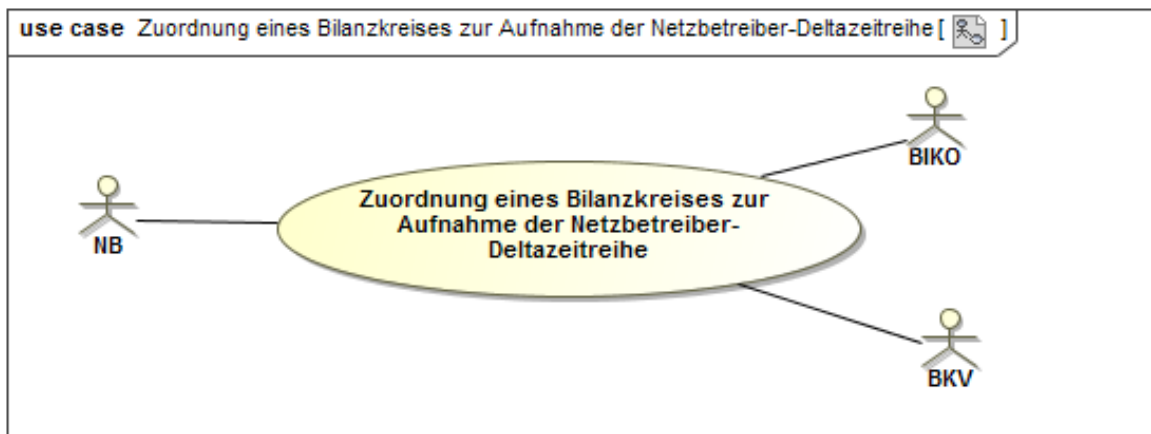 use case Zuordnung eines Bilanzkreises zur Aufnahme der Netzbetreiber-Deltazeitreihe [ ]
BIKO
Zuordnung eines Bilanzkreises zur
Aufnahme der Netzbetreiber-
Deltazeitreihe
NB
BKV